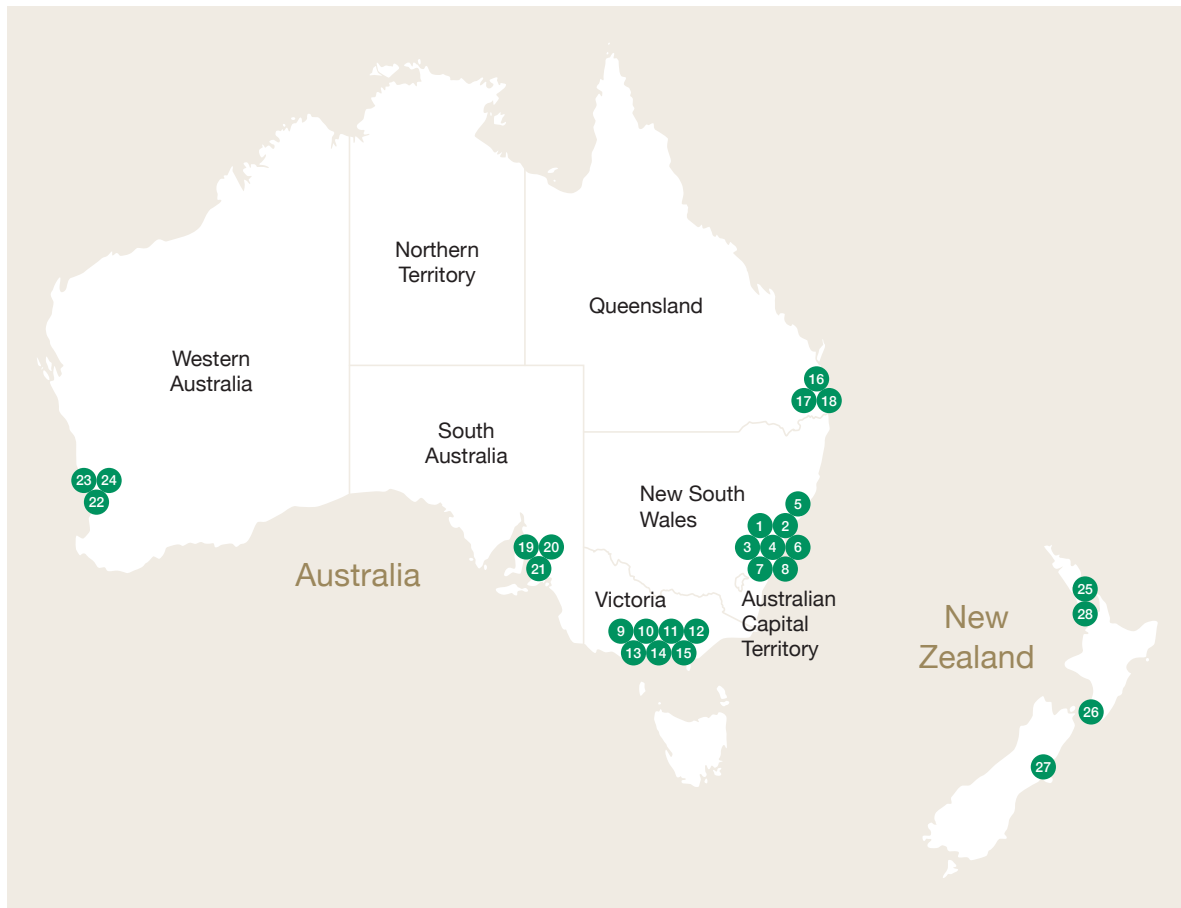 Northern
Territory
Queensland
Western
Australia
16
17 18
South
Australia
23 24
22
New South
Wales
5
1 2
3 4 6
7 8
19 20
21
Australia
Victoria
Australian
Capital
Territory
9 10 11 12
13 14 15
New
Zealand
25
28
26
27